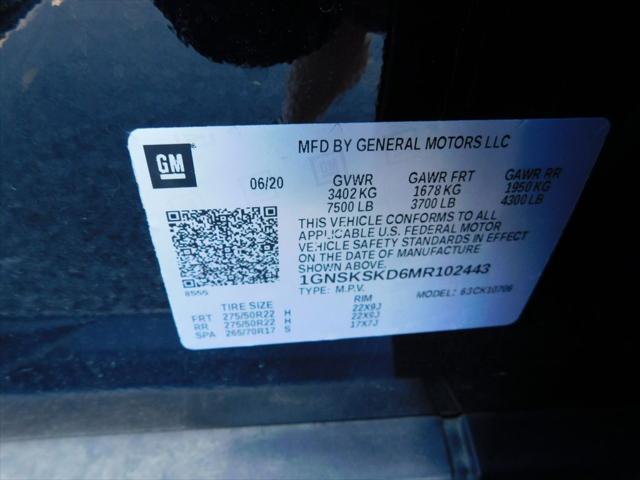 MFD BY GENERAL MOTORS LLC
GM
06/20 GVWR GAWR FRT GAWR RR
3402 KG 1678 KG 1950 KG
7500 LB 3700 LB 4300 LB
THIS VEHICLE CONFORMS TO ALL
APPLICABLE U.S. FEDERAL MOTOR
VEHICLE SAFETY STANDARDS IN EFFECT
ON THE DATE OF MANUFACTURE
SHOWN ABOVE
1GNSKSKD6MR102443
8555 TYPE: M.P.V. MODEL: 63CK10706
TIRE SIZE RIM
FRT 275/50R22 H 22X9J
RR 275/50R22 H 22X9J
SPA 265/70R17 S 17X7J